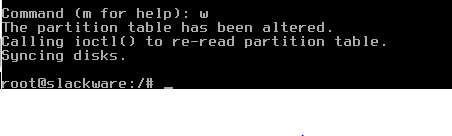 Command (m for help): w
The partition table has been altered.
Calling ioctl() to re-read partition table.
Syncing disks.
root@slackware:/# _